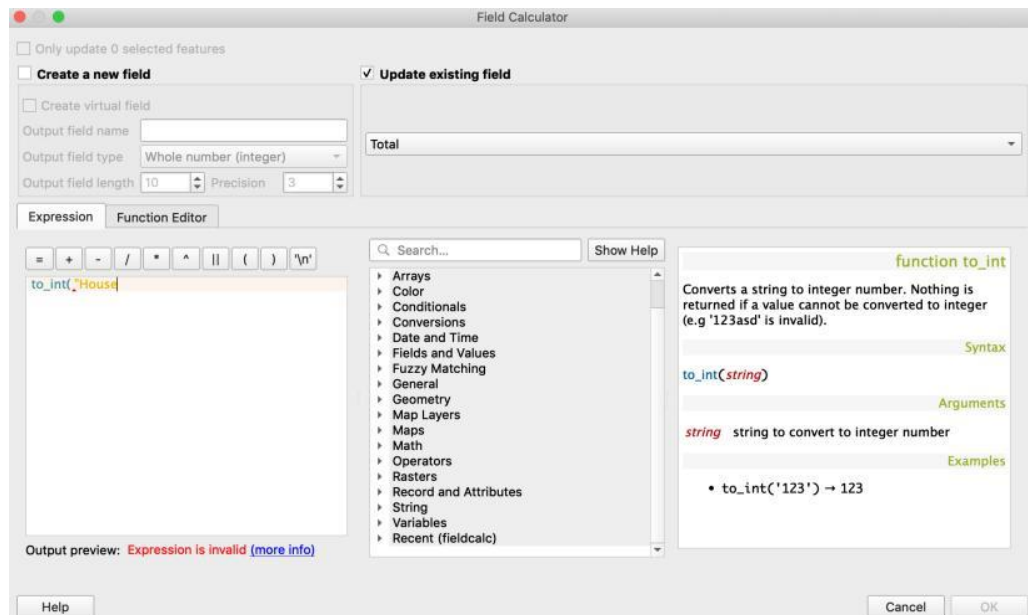 Field Calculator
Only update 0 selected features
Create a new field
Update existing field
Create virtual field
Output field name
Total
Output field type Whole number (integer)
Output field length 10 Precision 3
Expression Function Editor
= + - / * ^ || ( ) '\n'
Search... Show Help
to_int( "House
Arrays
Color
Conditionals
Conversions
Date and Time
Fields and Values
Fuzzy Matching
General
Geometry
Map Layers
Maps
Math
Operators
Rasters
Record and Attributes
String
Variables
Recent (fieldcalc)
function to_int
Converts a string to integer number. Nothing is
returned if a value cannot be converted to integer
(e.g '123asd' is invalid).
Syntax
to_int(string)
Arguments
string string to convert to integer number
Examples
• to_int('123') → 123
Output preview: Expression is invalid (more info)
Help
Cancel
OK